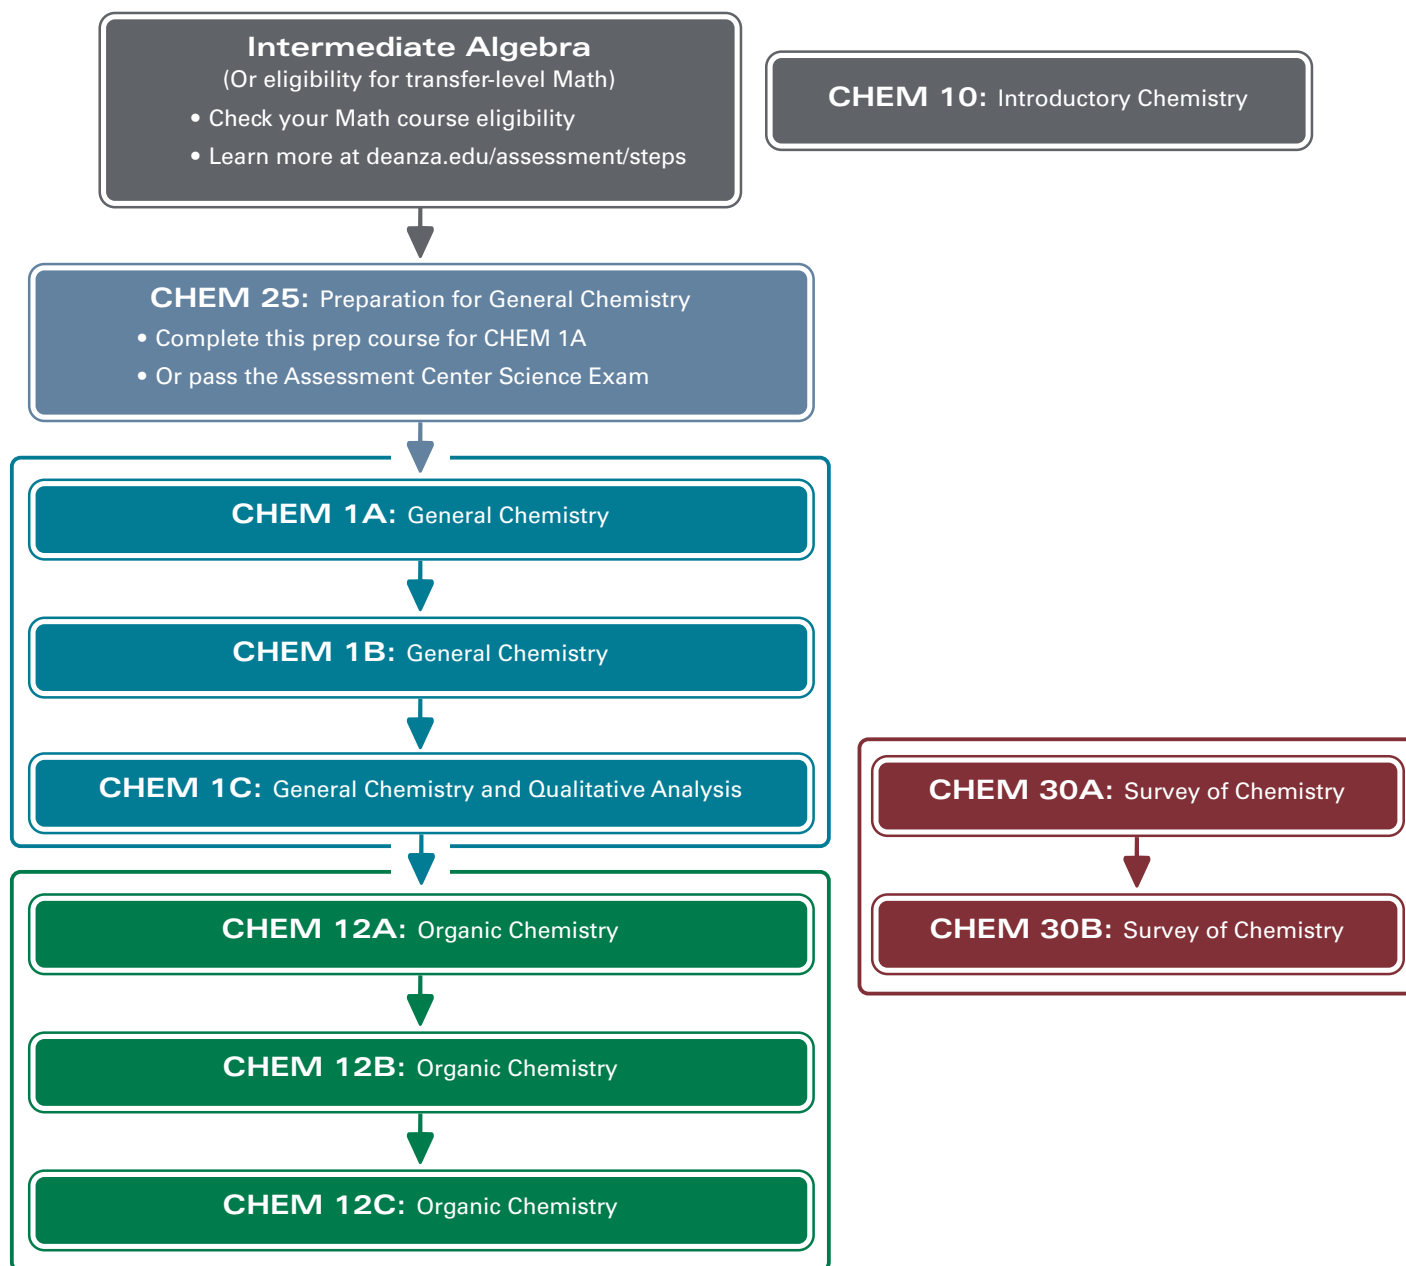 Intermediate Algebra
(Or eligibility for transfer-level Math)
• Check your Math course eligibility
• Learn more at deanza.edu/assessment/steps
CHEM 10: Introductory Chemistry
CHEM 25: Preparation for General Chemistry
• Complete this prep course for CHEM 1A
• Or pass the Assessment Center Science Exam
CHEM 1A: General Chemistry
CHEM 1B: General Chemistry
CHEM 1C: General Chemistry and Qualitative Analysis
CHEM 30A: Survey of Chemistry
CHEM 30B: Survey of Chemistry
CHEM 12A: Organic Chemistry
CHEM 12B: Organic Chemistry
CHEM 12C: Organic Chemistry